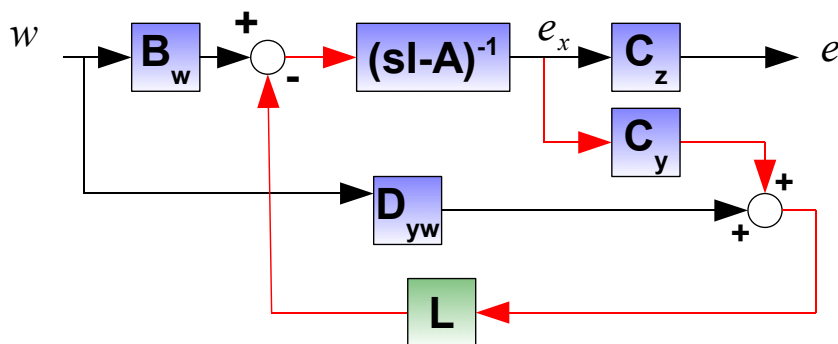 w
B_w
+
-
(sI-A)^-1
e_x
C_z
e
C_y
+
D_yw
+
L